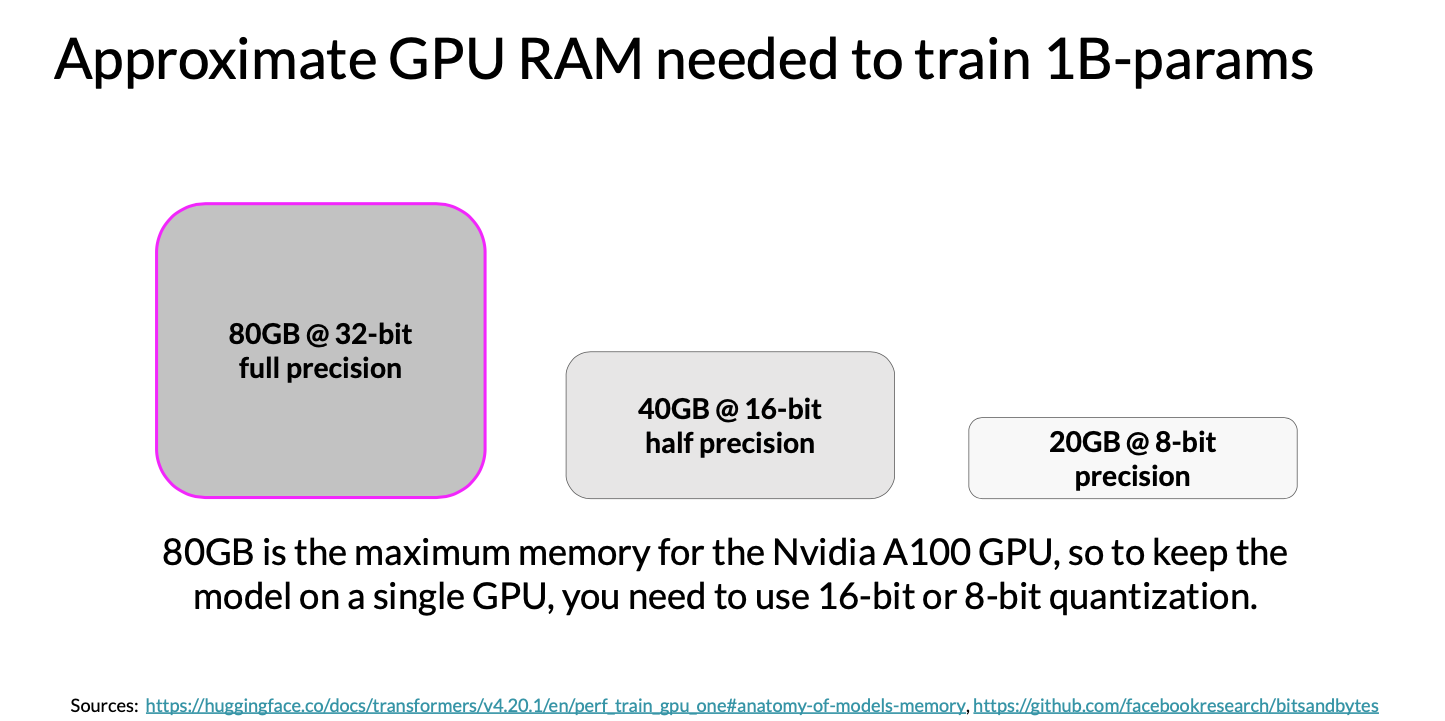 Approximate GPU RAM needed to train 1B-params
80GB @ 32-bit
full precision
40GB @ 16-bit
half precision
20GB @ 8-bit
precision
80GB is the maximum memory for the Nvidia A100 GPU, so to keep the
model on a single GPU, you need to use 16-bit or 8-bit quantization.
Sources: https://huggingface.co/docs/transformers/v4.20.1/en/perf_train_gpu_one#anatomy-of-models-memory, https://github.com/facebookresearch/bitsandbytes